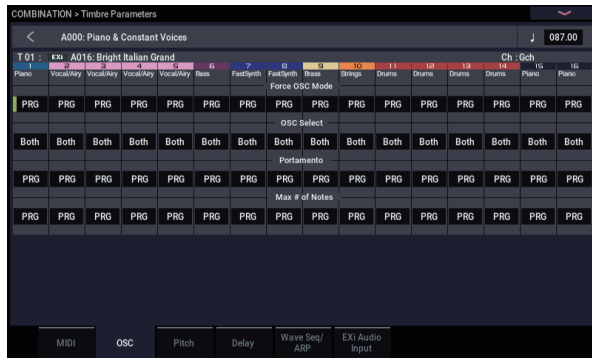 COMBINATION > Timbre Parameters
A000: Piano & Constant Voices ♩ 087.00
T 01 : EXi A016: Bright Italian Grand Ch : Gch
1 2 3 4 5 6 7 8 9 10 11 12 13 14 15 16
Piano Vocal/Airy Vocal/Airy Vocal/Airy Vocal/Airy Bass FastSynth FastSynth Brass Strings Drums Drums Drums Drums Piano Piano
Force OSC Mode
PRG PRG PRG PRG PRG PRG PRG PRG PRG PRG PRG PRG PRG PRG PRG PRG
OSC Select
Both Both Both Both Both Both Both Both Both Both Both Both Both Both Both Both
Portamento
PRG PRG PRG PRG PRG PRG PRG PRG PRG PRG PRG PRG PRG PRG PRG PRG
Max # of Notes
PRG PRG PRG PRG PRG PRG PRG PRG PRG PRG PRG PRG PRG PRG PRG PRG
MIDI OSC Pitch Delay Wave Seq/ EXi Audio
ARP Input